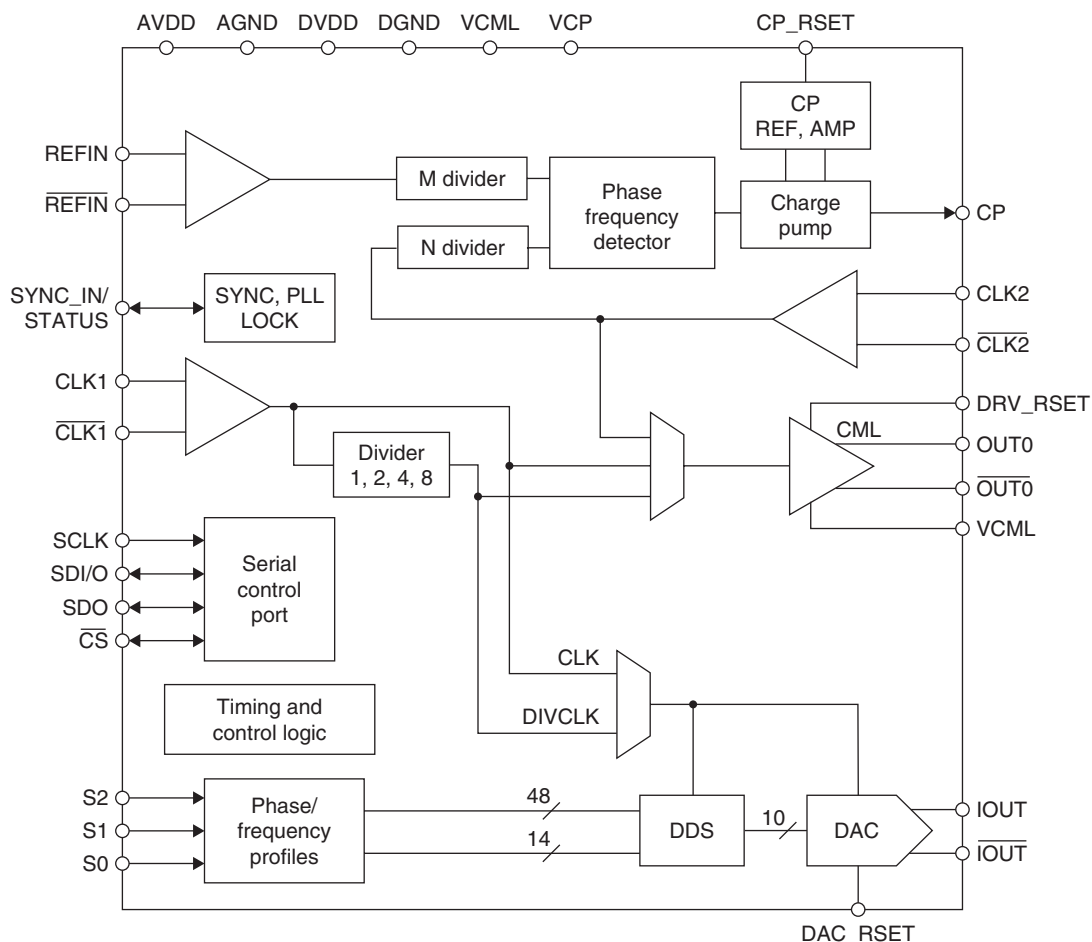 AVDD AGND DVDD DGND VCML VCP CP_RSET
CP
REF, AMP
REFIN
REFIN
M divider
N divider
Phase
frequency
detector
Charge
pump
CP
SYNC_IN/
STATUS
SYNC, PLL
LOCK
CLK2
CLK2
CLK1
CLK1
Divider
1, 2, 4, 8
CML
DRV_RSET
OUT0
OUT0
VCML
SCLK
SDI/O
SDO
CS
Serial
control
port
CLK
DIVCLK
Timing and
control logic
S2
S1
S0
Phase/
frequency
profiles
48
14
DDS
10
DAC
IOUT
IOUT
DAC_RSET